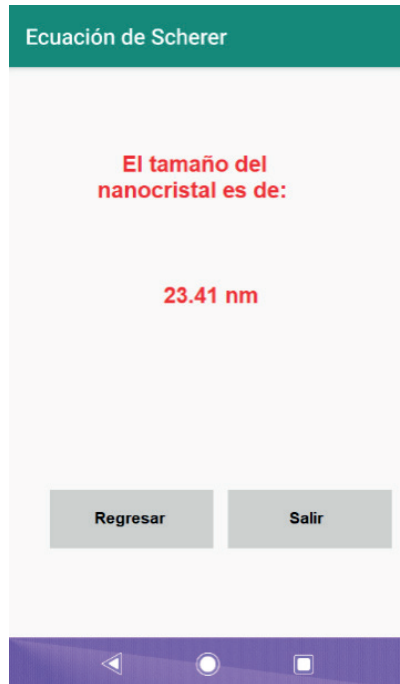 Ecuación de Scherer
El tamaño del
nanocristal es de:
23.41 nm
Regresar
Salir